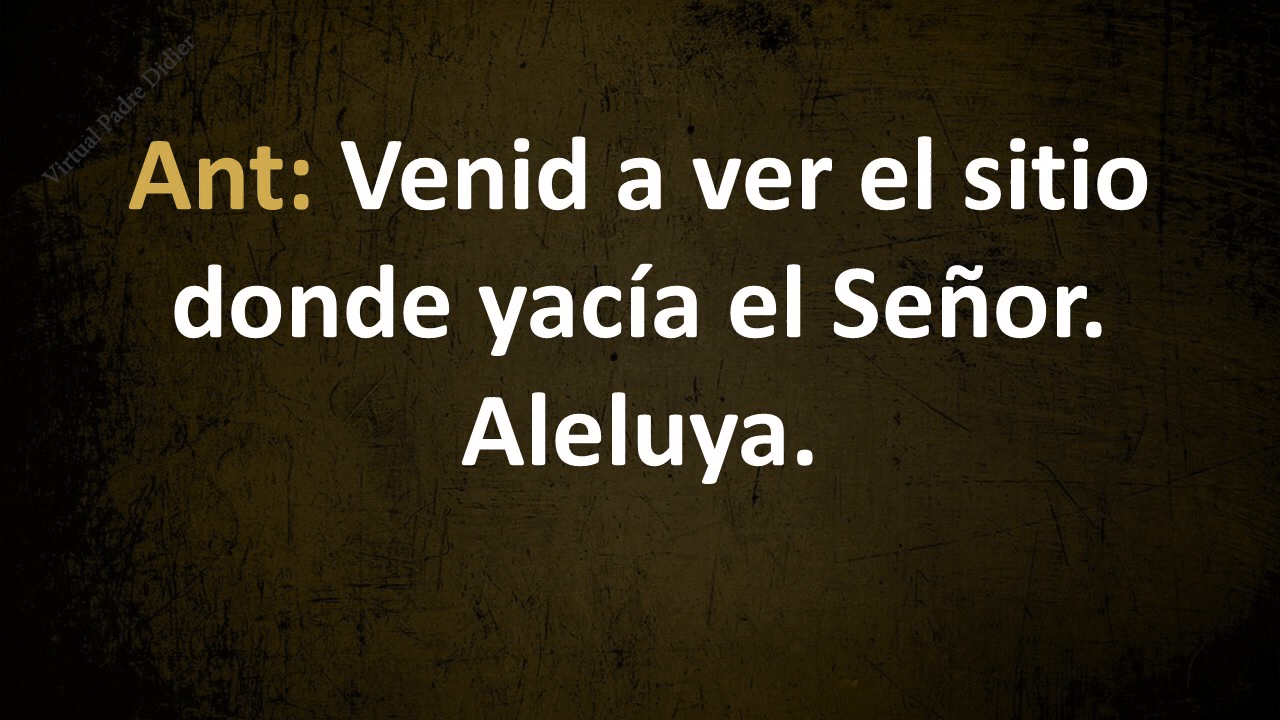 Virtual Padre Didier
Ant: Venid a ver el sitio
donde yacía el Señor.
Aleluya.